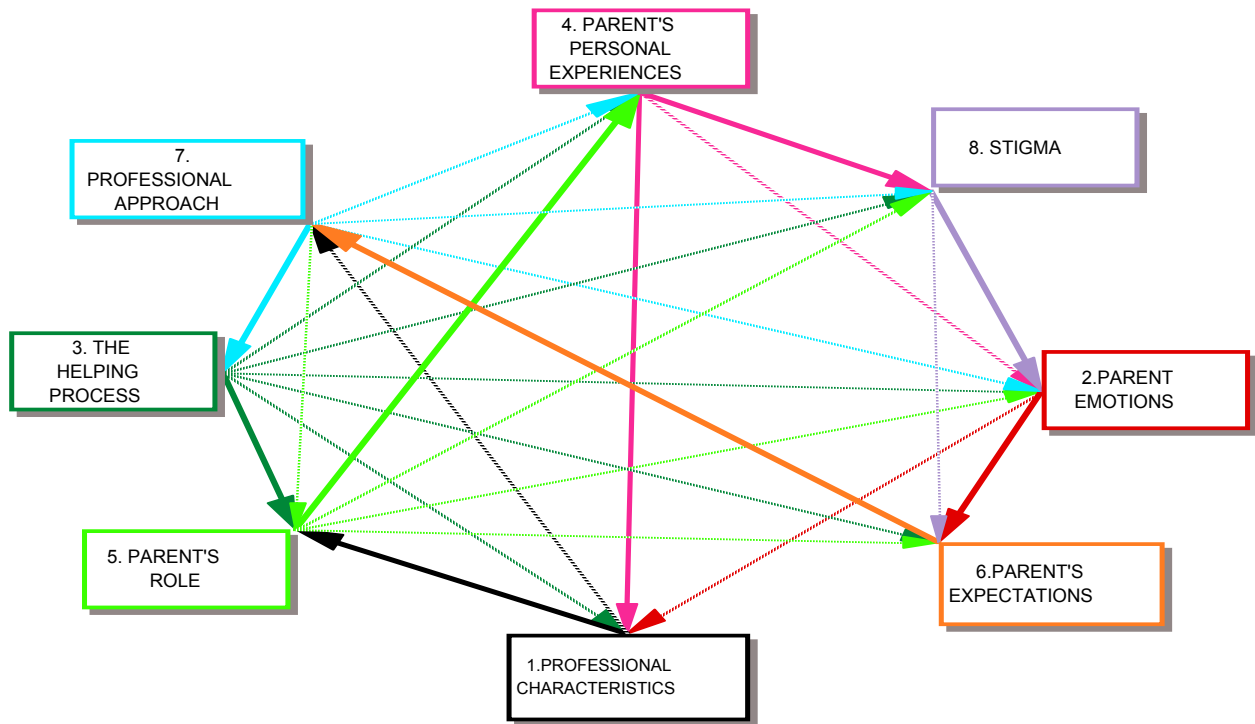 4. PARENT'S
PERSONAL
EXPERIENCES
7.
PROFESSIONAL
APPROACH
8. STIGMA
3. THE
HELPING
PROCESS
2.PARENT
EMOTIONS
5. PARENT'S
ROLE
6.PARENT'S
EXPECTATIONS
1.PROFESSIONAL
CHARACTERISTICS